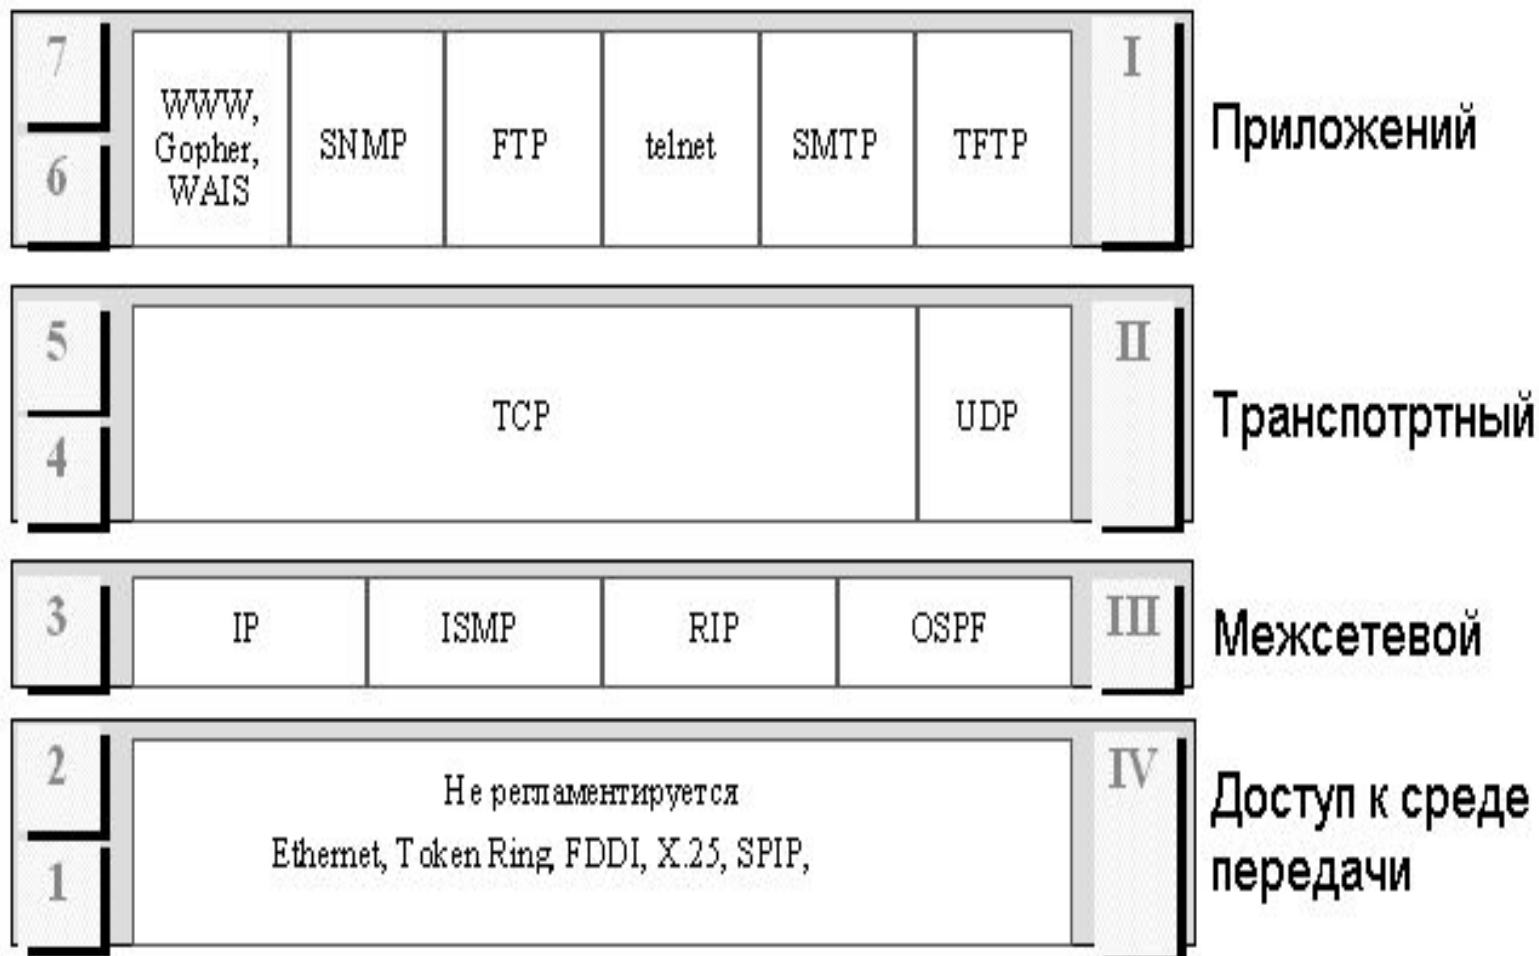 7
6
WWW,
Gopher,
WAIS
SNMP
FTP
telnet
SMTP
TFTP
I
Приложений
5
4
TCP
UDP
II
Транспотртный
3
IP
ISMP
RIP
OSPF
III
Межсетевой
2
1
Не регламентируется
Ethernet, Token Ring, FDDI, X.25, SPIP,
IV
Доступ к среде
передачи